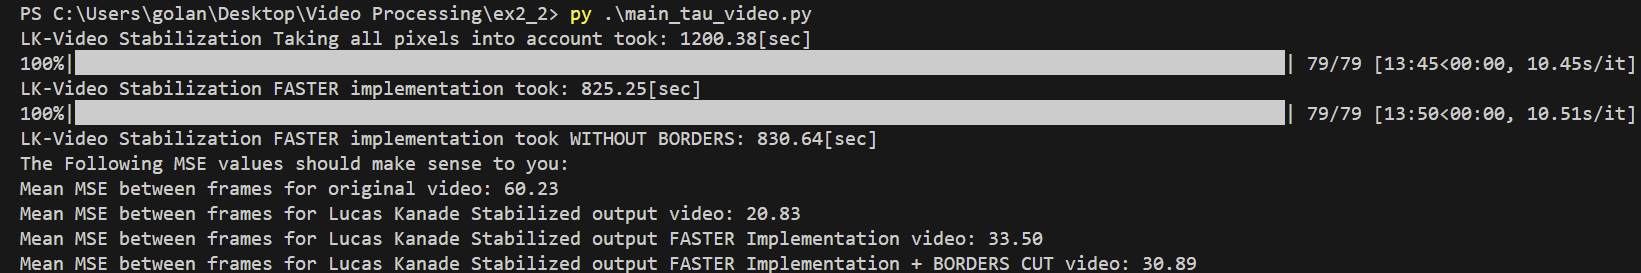 PS C:\Users\golan\Desktop\Video Processing\ex2_2> py .\main_tau_video.py
LK-Video Stabilization Taking all pixels into account took: 1200.38[sec]
100%|██████████| 79/79 [13:45<00:00, 10.45s/it]
LK-Video Stabilization FASTER implementation took: 825.25[sec]
100%|██████████| 79/79 [13:50<00:00, 10.51s/it]
LK-Video Stabilization FASTER implementation took WITHOUT BORDERS: 830.64[sec]
The Following MSE values should make sense to you:
Mean MSE between frames for original video: 60.23
Mean MSE between frames for Lucas Kanade Stabilized output video: 20.83
Mean MSE between frames for Lucas Kanade Stabilized output FASTER Implementation video: 33.50
Mean MSE between frames for Lucas Kanade Stabilized output FASTER Implementation + BORDERS CUT video: 30.89